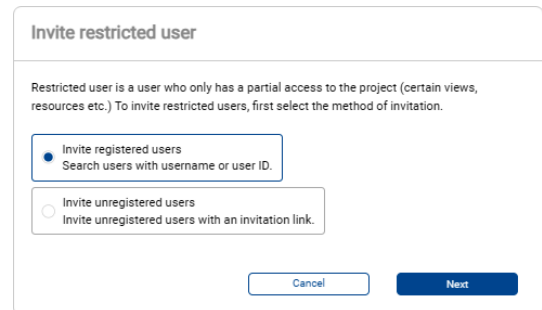 Invite restricted user
Restricted user is a user who only has a partial access to the project (certain views,
resources etc.) To invite restricted users, first select the method of invitation.
Invite registered users
Search users with username or user ID.
Invite unregistered users
Invite unregistered users with an invitation link.
Cancel
Next